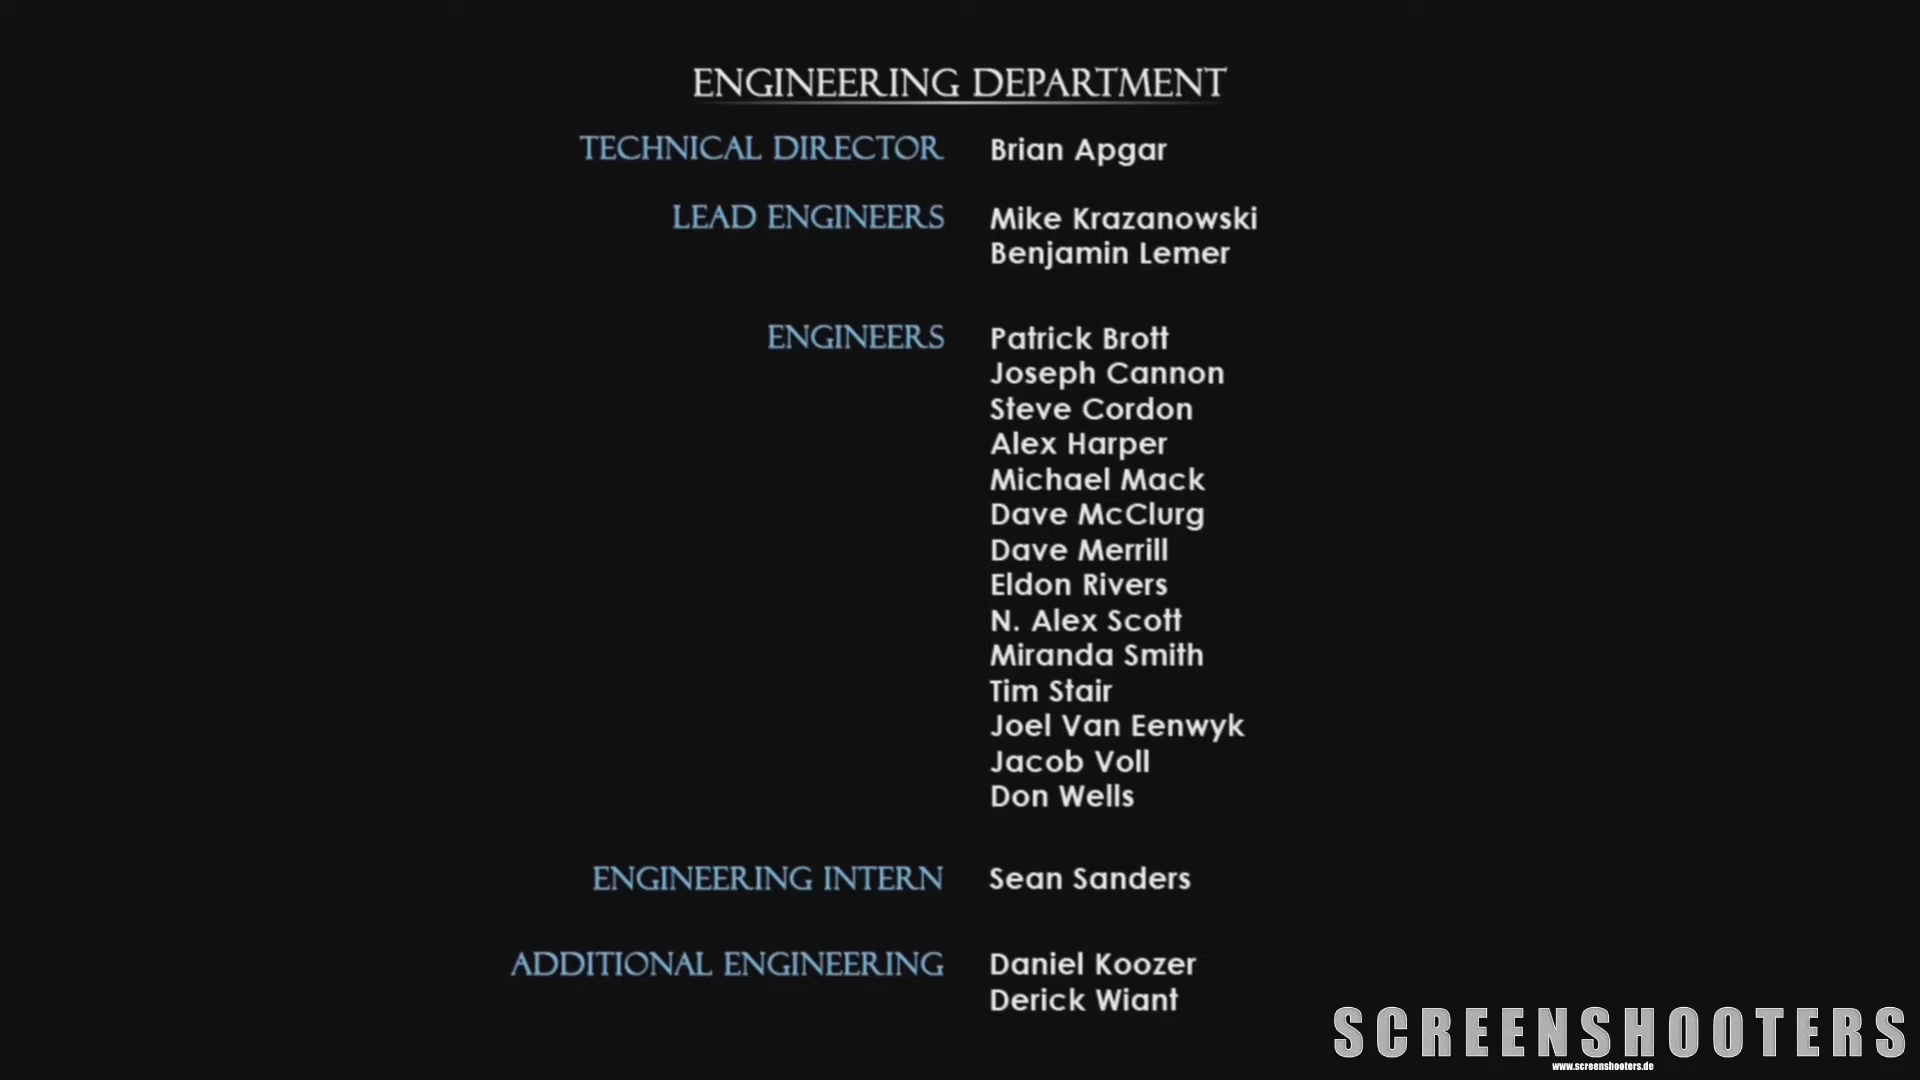 ENGINEERING DEPARTMENT
TECHNICAL DIRECTOR Brian Apgar
LEAD ENGINEERS Mike Krazanowski
Benjamin Lemer
ENGINEERS Patrick Brott
Joseph Cannon
Steve Cordon
Alex Harper
Michael Mack
Dave McClurg
Dave Merrill
Eldon Rivers
N. Alex Scott
Miranda Smith
Tim Stair
Joel Van Eenwyk
Jacob Voll
Don Wells
ENGINEERING INTERN Sean Sanders
ADDITIONAL ENGINEERING Daniel Koozer
Derick Wiant
SCREENSHOOTERS
www.screenshooters.de